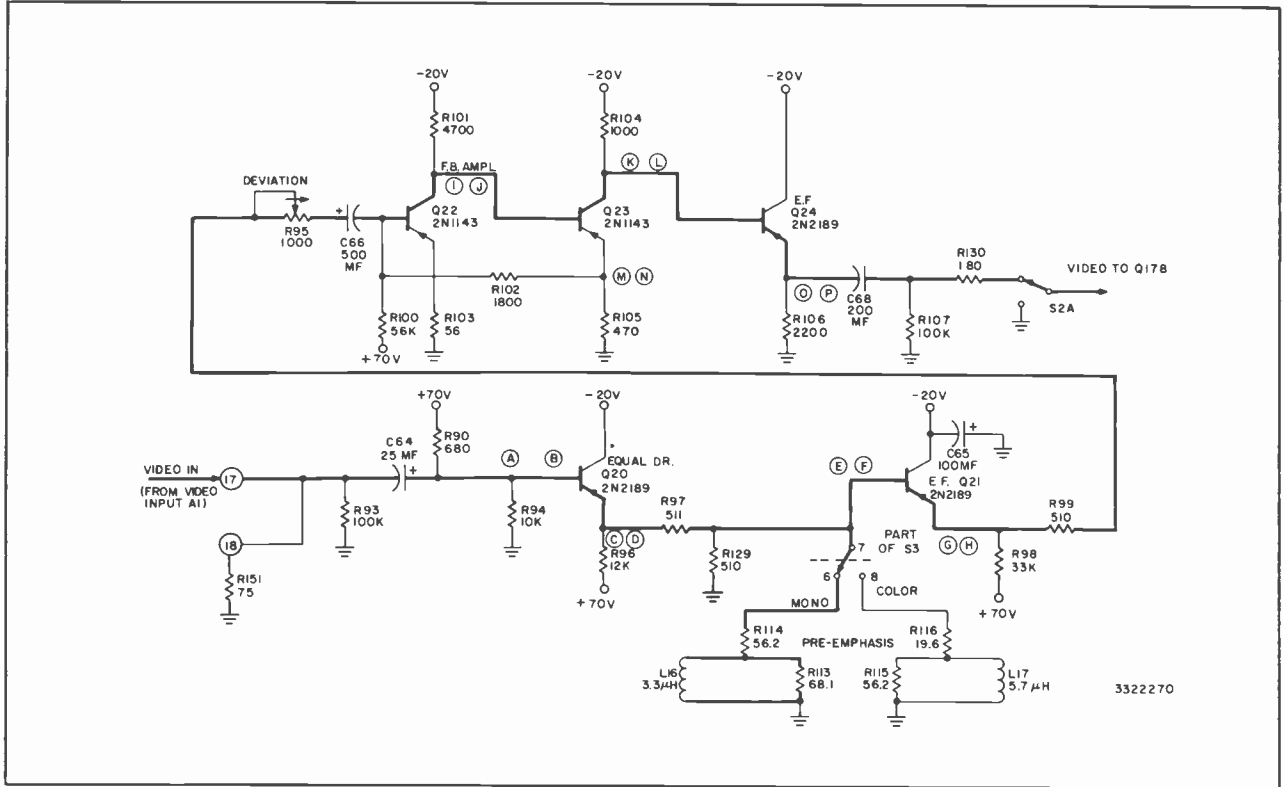 -20V
-20V
-20V
R101
4700
R104
1000
F.B. AMPL
I J
K L
DEVIATION
R95
1000
C66
500
MF
Q22
2N1143
Q23
2N1143
E.F
Q24
2N2189
R102
1800
M N
O P
C68
200
MF
R130
180
VIDEO TO Q178
S2A
R100
56K
+70V
R103
56
R105
470
R106
2200
R107
100K
+70V
-20V
-20V
R90
680
C64
25 MF
+
VIDEO IN
(FROM VIDEO
INPUT A1)
17
18
R151
75
R93
100K
A B
R94
10K
EQUAL DR.
Q20
2N2189
C D
R96
12K
+70V
R97
511
R129
510
E F
C65
100MF
E.F. Q21
2N2189
G H
R99
510
R98
33K
+70V
PART
OF S3
7
6 8
MONO
COLOR
R114
56.2
PRE-EMPHASIS
R116
19.6
L16
3.3µH
R113
68.1
R115
56.2
L17
5.7 µH
3322270